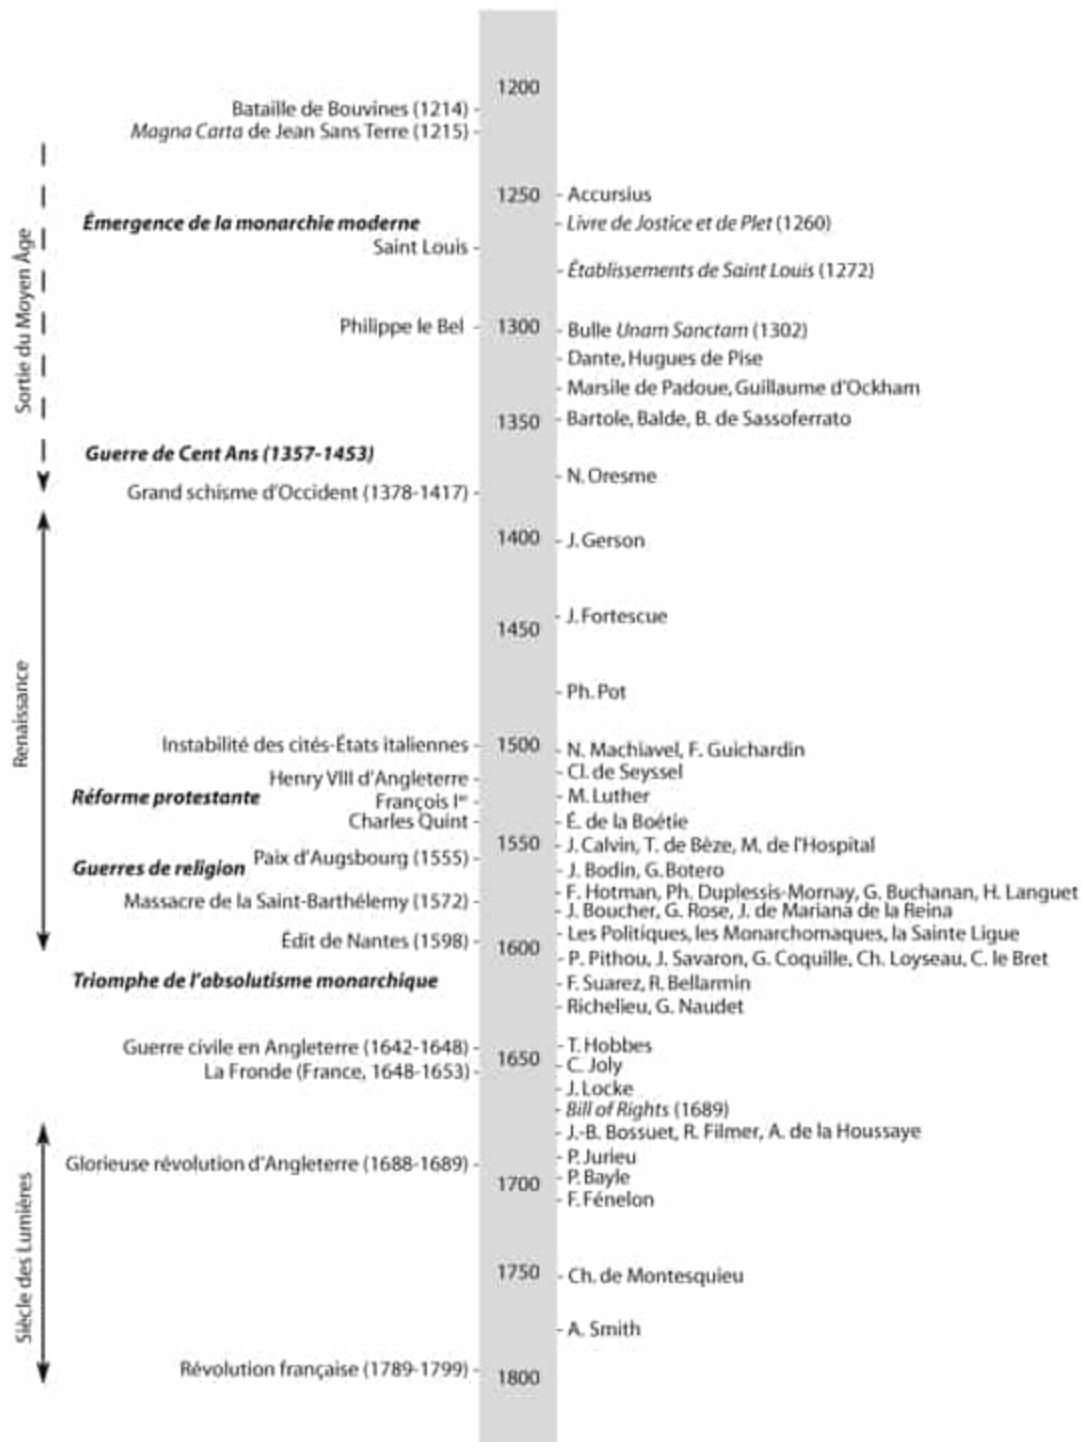 1200
Bataille de Bouvines (1214)
Magna Carta de Jean Sans Terre (1215)
1250
Accursius
Émergence de la monarchie moderne
Livre de Jostice et de Plet (1260)
Saint Louis
Établissements de Saint Louis (1272)
Sortie du Moyen Âge
Philippe le Bel
1300
Bulle Unam Sanctam (1302)
Dante, Hugues de Pise
Marsile de Padoue, Guillaume d'Ockham
1350
Bartole, Balde, B. de Sassoferrato
Guerre de Cent Ans (1357-1453)
N. Oresme
Grand schisme d'Occident (1378-1417)
1400
J. Gerson
J. Fortescue
1450
Ph. Pot
Renaissance
Instabilité des cités-États italiennes
1500
N. Machiavel, F. Guichardin
Cl. de Seyssel
Henry VIII d'Angleterre
Réforme protestante
M. Luther
François Ier
Charles Quint
É. de la Boétie
1550
J. Calvin, T. de Bèze, M. de l'Hospital
Paix d'Augsbourg (1555)
Guerres de religion
J. Bodin, G. Botero
F. Hotman, Ph. Duplessis-Mornay, G. Buchanan, H. Languet
Massacre de la Saint-Barthélemy (1572)
J. Boucher, G. Rose, J. de Mariana de la Reina
Les Politiques, les Monarchomaques, la Sainte Ligue
Édit de Nantes (1598)
1600
P. Pithou, J. Savaron, G. Coquille, Ch. Loyseau, C. le Bret
Triomphe de l'absolutisme monarchique
F. Suarez, R. Bellarmin
Richelieu, G. Naudet
Guerre civile en Angleterre (1642-1648)
T. Hobbes
1650
C. Joly
La Fronde (France, 1648-1653)
J. Locke
Bill of Rights (1689)
J.-B. Bossuet, R. Filmer, A. de la Houssaye
Glorieuse révolution d'Angleterre (1688-1689)
P. Jurieu
P. Bayle
1700
F. Fénelon
Siècle des Lumières
1750
Ch. de Montesquieu
A. Smith
Révolution française (1789-1799)
1800